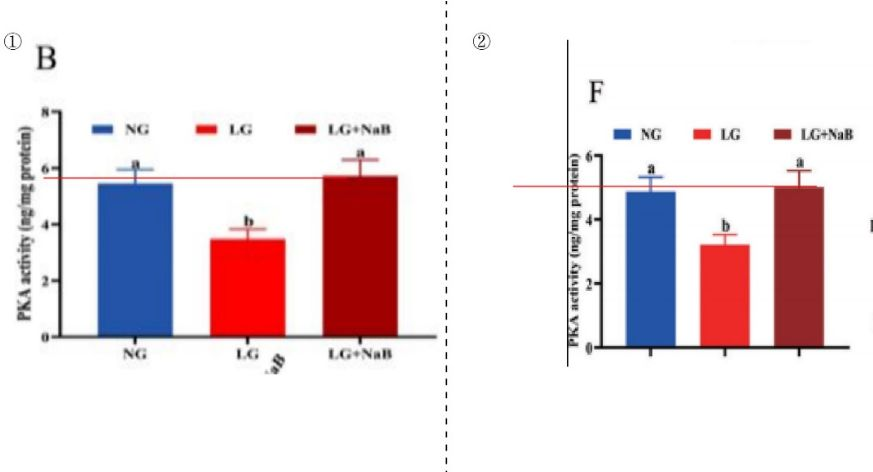 ①
B
8
6
4
2
0
PKA activity (ng/mg protein)
NG LG LG+NaB
a
b
a
NG LG LG+NaB
②
F
6
4
2
0
PKA activity (ng/mg protein)
NG LG LG+NaB
a
b
a